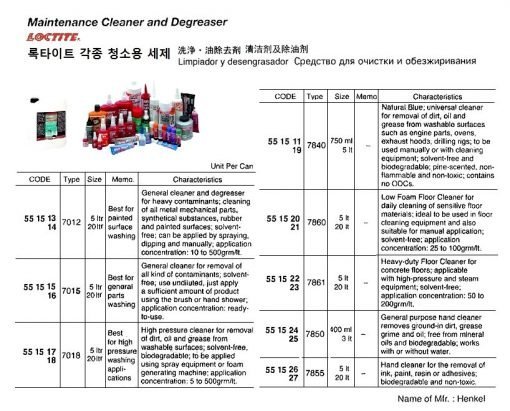 Maintenance Cleaner and Degreaser
LOCTITE®
록타이트 각종 청소용 세제 洗浄・油除去剤 清洁剂及除油剂
Limpiador y desengrasador Средство для очистки и обезжиривания
Unit Per Can
CODE Type Size Memo. Characteristics
55 15 13
14
7012
5 ltr
20 ltr
Best for
painted
surface
washing
General cleaner and degreaser
for heavy contaminants; cleaning
of all metal mechanical parts,
synthetical substances, rubber
and painted surfaces; solvent-
free; can be applied by spraying,
dipping and manually; application
concentration: 10 to 500grm/lt.
55 15 15
16
7015
5 ltr
20 ltr
Best for
general
parts
washing
General cleaner for removal of
all kind of contaminants; solvent-
free; use undiluted, just apply
a sufficient amount of product
using the brush or hand shower;
application concentration: ready-
to-use.
55 15 17
18
7018
5 ltr
20 ltr
Best
for high
pressure
washing
appli-
cations
High pressure cleaner for removal
of dirt, oil and grease from
washable surfaces; solvent-free,
biodegradable; to be applied
using spray equipment or foam
generating machine; application
concentration: 5 to 500grm/lt.
CODE Type Size Memo Characteristics
55 15 11
19
7840
750 ml
5 lt
–
Natural Blue; universal cleaner
for removal of dirt, oil and
grease from washable surfaces
such as engine parts, ovens,
exhaust hoods, drilling rigs; to be
used manually or with cleaning
equipment; solvent-free and
biodegradable; pine-scented, non-
flammable and non-toxic; contains
no ODCs.
55 15 20
21
7860
5 lt
20 lt
–
Low Foam Floor Cleaner for
daily cleaning of sensitive floor
materials; ideal to be used in floor
cleaning equipment and also
suitable for manual application;
solvent-free; application
concentration: 25 to 100grm/lt.
55 15 22
23
7861
5 lt
20 lt
–
Heavy-duty Floor Cleaner for
concrete floors; applicable
with high-pressure and steam
equipment; solvent-free;
application concentration: 50 to
200grm/lt.
55 15 24
25
7850
400 ml
3 lt
–
General purpose hand cleaner
removes ground-in dirt, grease
grime and oil; free from mineral
oils and biodegradable; works
with or without water.
55 15 26
27
7855
5 lt
20 lt
–
Hand cleaner for the removal of
ink, paint, resin or adhesives;
biodegradable and non-toxic.
Name of Mfr. : Henkel